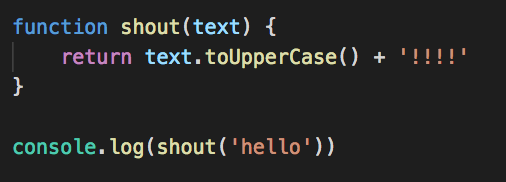 function shout(text) {
    return text.toUpperCase() + '!!!!'
}
console.log(shout('hello'))